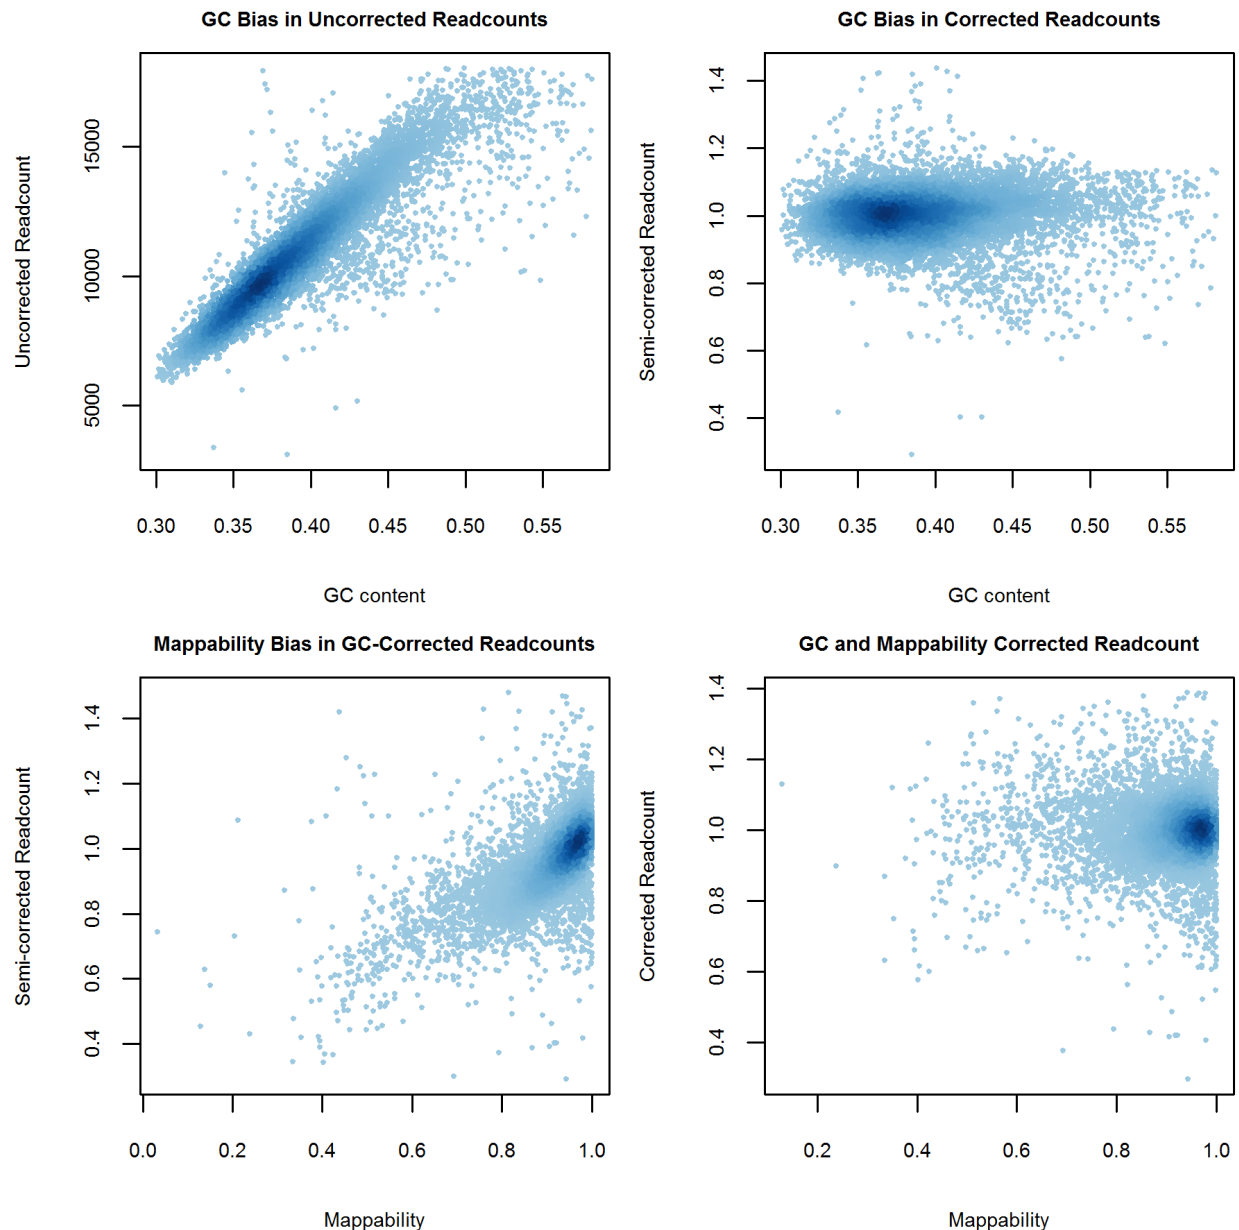 GC Bias in Uncorrected Readcounts
Uncorrected Readcount
15000
10000
5000
0.30 0.35 0.40 0.45 0.50 0.55
GC content
GC Bias in Corrected Readcounts
Semi-corrected Readcount
1.4
1.2
1.0
0.8
0.6
0.4
0.30 0.35 0.40 0.45 0.50 0.55
GC content
Mappability Bias in GC-Corrected Readcounts
Semi-corrected Readcount
1.4
1.2
1.0
0.8
0.6
0.4
0.0 0.2 0.4 0.6 0.8 1.0
Mappability
GC and Mappability Corrected Readcount
Corrected Readcount
1.4
1.2
1.0
0.8
0.6
0.4
0.2 0.4 0.6 0.8 1.0
Mappability